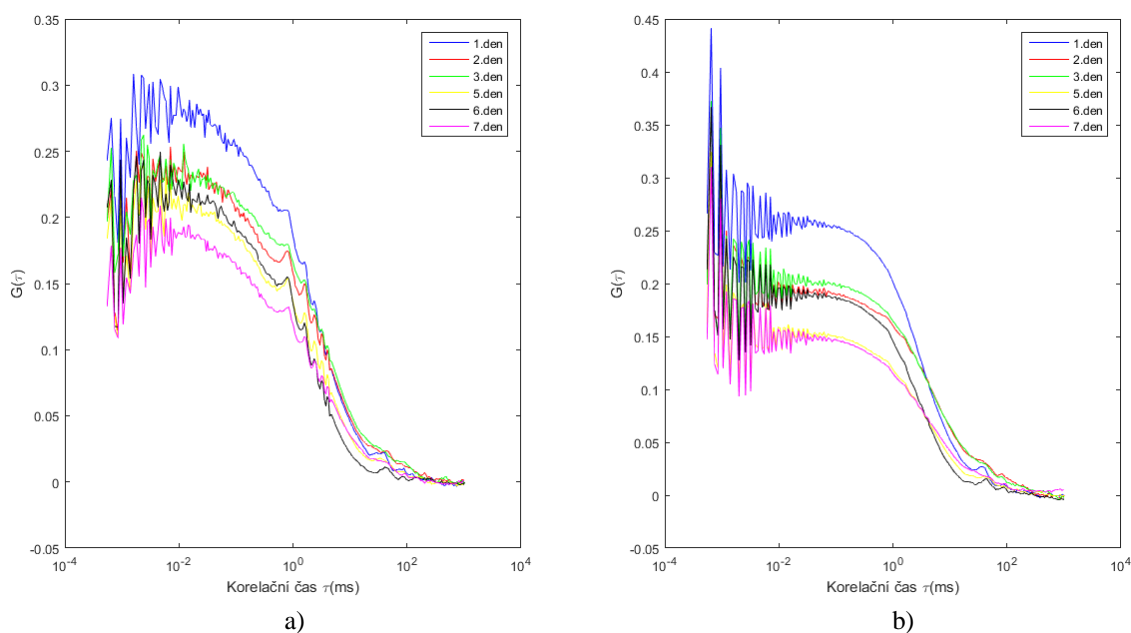 0.35
0.3
0.25
0.2
0.15
0.1
0.05
0
-0.05
G(τ)
10^-4
10^-2
10^0
10^2
10^4
Korelační čas τ(ms)
1.den
2.den
3.den
5.den
6.den
7.den
a)
0.45
0.4
0.35
0.3
0.25
0.2
0.15
0.1
0.05
0
-0.05
G(τ)
10^-4
10^-2
10^0
10^2
10^4
Korelační čas τ(ms)
1.den
2.den
3.den
5.den
6.den
7.den
b)